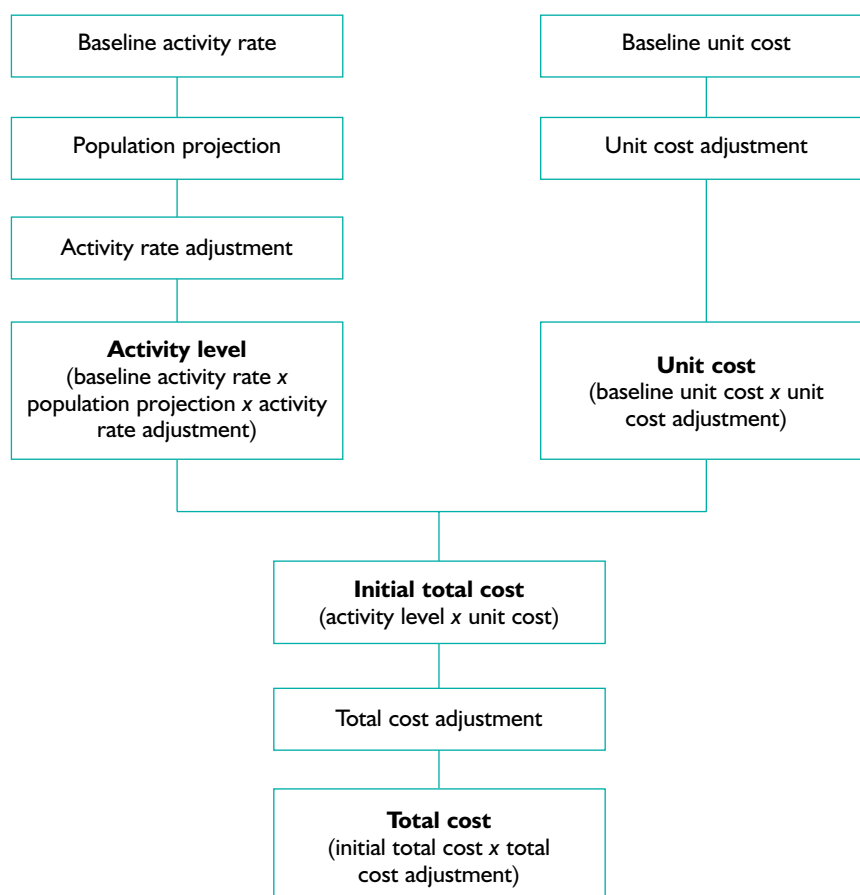 Baseline activity rate
Baseline unit cost
Population projection
Unit cost adjustment
Activity rate adjustment
Activity level
(baseline activity rate x
population projection x activity
rate adjustment)
Unit cost
(baseline unit cost x unit
cost adjustment)
Initial total cost
(activity level x unit cost)
Total cost adjustment
Total cost
(initial total cost x total
cost adjustment)